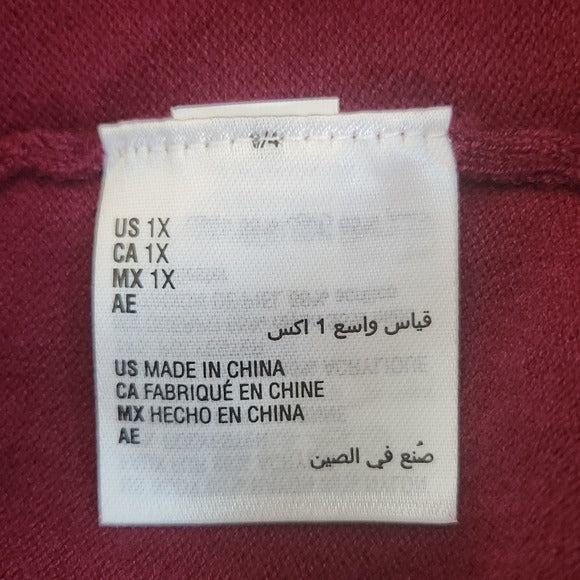 US 1X
CA 1X
MX 1X
AE
قياس واسع 1 اكس
US MADE IN CHINA
CA FABRIQUÉ EN CHINE
MX HECHO EN CHINA
AE
صُنع في الصين